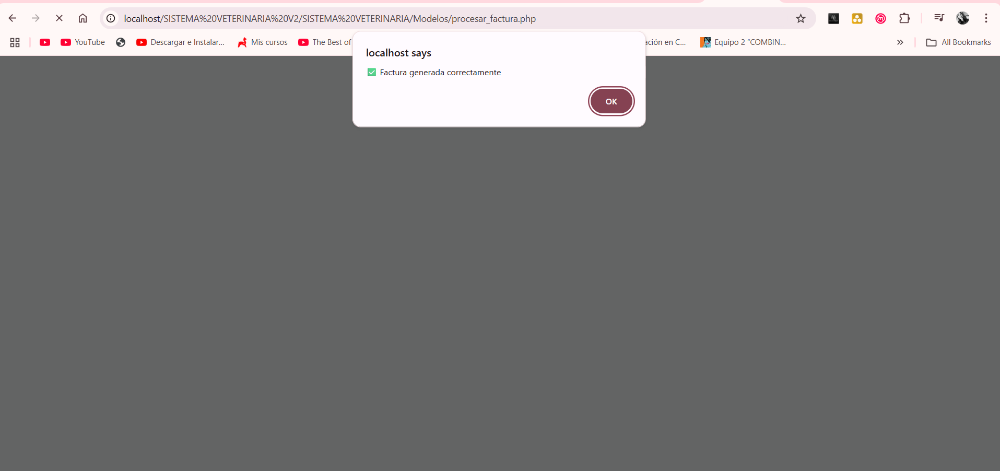 localhost/SISTEMA%20VETERINARIA%20V2/SISTEMA%20VETERINARIA/Modelos/procesar_factura.php
YouTube Descargar e Instalar... Mis cursos The Best of ación en C... Equipo 2 “COMBIN... All Bookmarks
localhost says
✅ Factura generada correctamente
OK